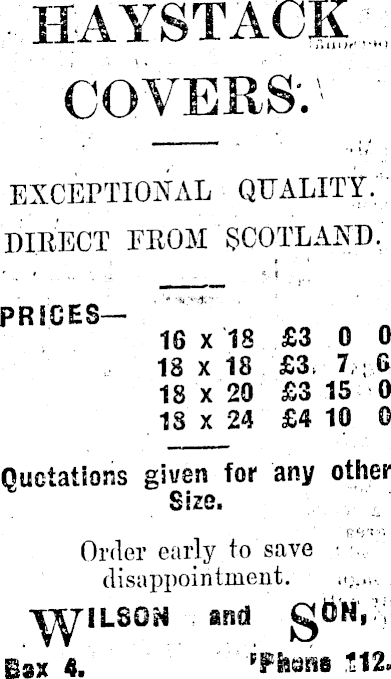 HAYSTACK
COVERS.
EXCEPTIONAL QUALITY.
DIRECT FROM SCOTLAND.
PRICES—
16 x 18 £3 0 0
18 x 18 £3 7 6
18 x 20 £3 15 0
18 x 24 £4 10 0
Quotations given for any other
Size.
Order early to save
disappointment.
WILSON and SON,
Box 4. 'Phone 112.